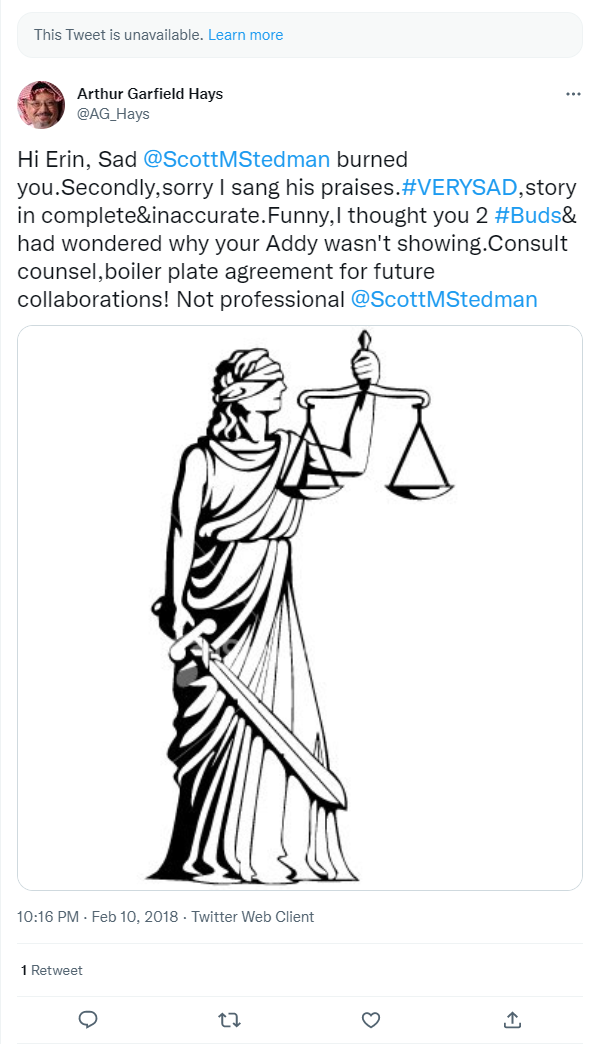 This Tweet is unavailable. Learn more
Arthur Garfield Hays
@AG_Hays
Hi Erin, Sad @ScottMStedman burned
you.Secondly,sorry I sang his praises.#VERYSAD,story
in complete&inaccurate.Funny,I thought you 2 #Buds&
had wondered why your Addy wasn't showing.Consult
counsel,boiler plate agreement for future
collaborations! Not professional @ScottMStedman
10:16 PM · Feb 10, 2018 · Twitter Web Client
1 Retweet